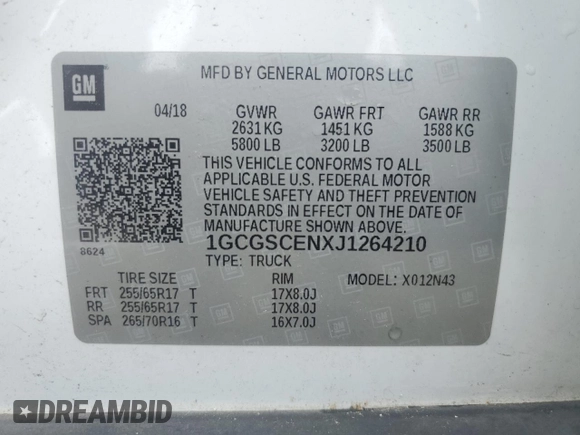 GM
MFD BY GENERAL MOTORS LLC
04/18 GVWR GAWR FRT GAWR RR
2631 KG 1451 KG 1588 KG
5800 LB 3200 LB 3500 LB
THIS VEHICLE CONFORMS TO ALL
APPLICABLE U.S. FEDERAL MOTOR
VEHICLE SAFETY AND THEFT PREVENTION
STANDARDS IN EFFECT ON THE DATE OF
MANUFACTURE SHOWN ABOVE.
8624 1GCGSCENXJ1264210
TYPE: TRUCK
TIRE SIZE RIM MODEL: X012N43
FRT 255/65R17 T 17X8.0J
RR 255/65R17 T 17X8.0J
SPA 265/70R16 T 16X7.0J
DREAMBID